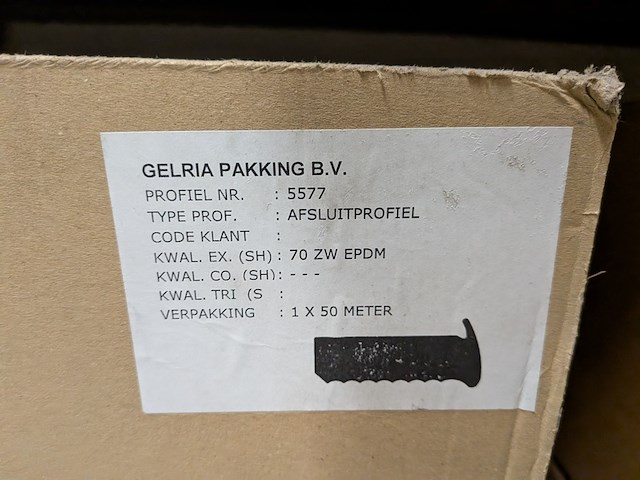 GELRIA PAKKING B.V.
PROFIEL NR. : 5577
TYPE PROF. : AFSLUITPROFIEL
CODE KLANT :
KWAL. EX. (SH) : 70 ZW EPDM
KWAL. CO. (SH): - - -
KWAL. TRI (S :
VERPAKKING : 1 X 50 METER